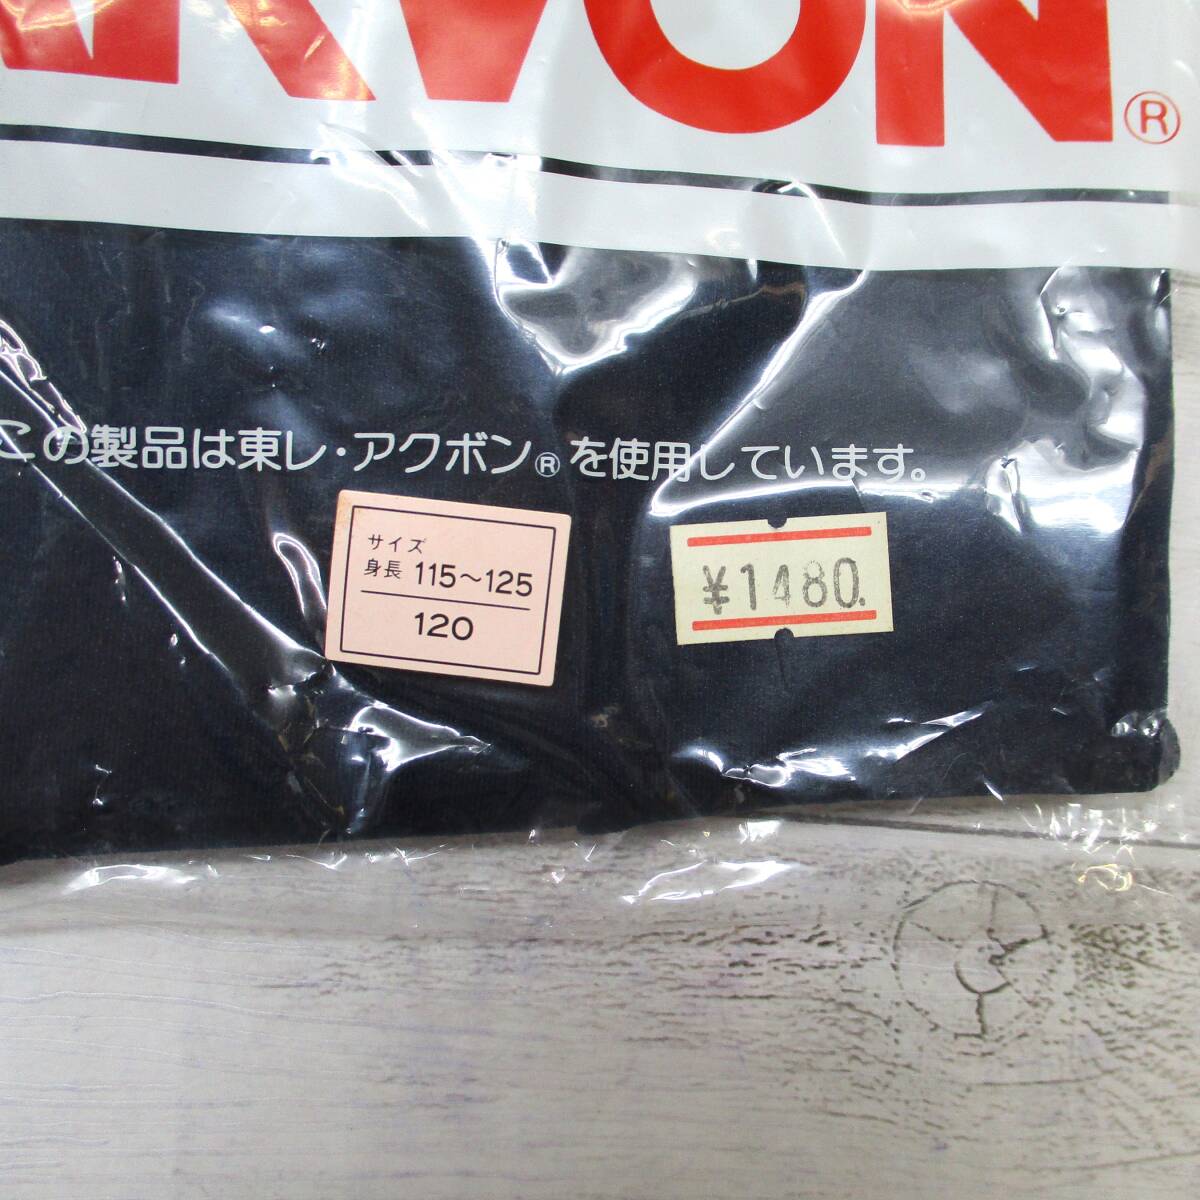 ARVON®
この製品は東レ・アクボン®を使用しています。
サイズ
身長 115~125
120
¥1480.